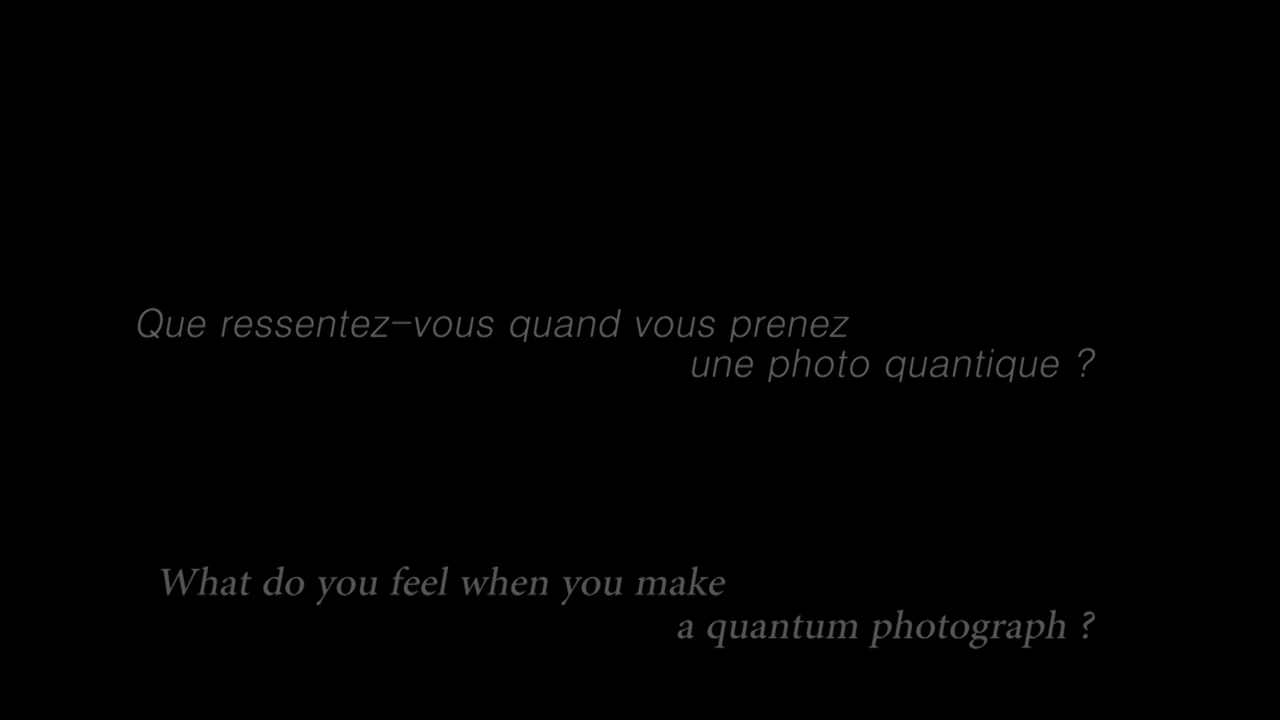 Que ressentez-vous quand vous prenez
une photo quantique ?
What do you feel when you make
a quantum photograph ?